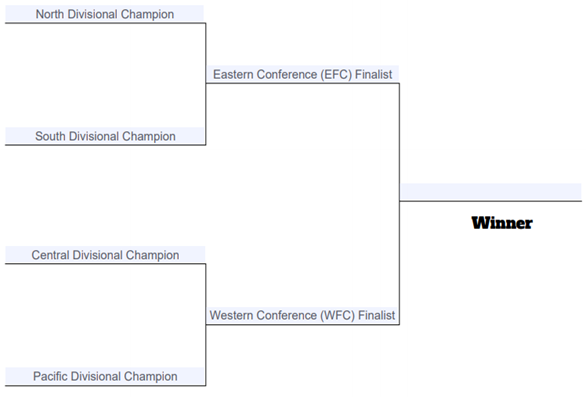 North Divisional Champion
Eastern Conference (EFC) Finalist
South Divisional Champion
Winner
Central Divisional Champion
Western Conference (WFC) Finalist
Pacific Divisional Champion